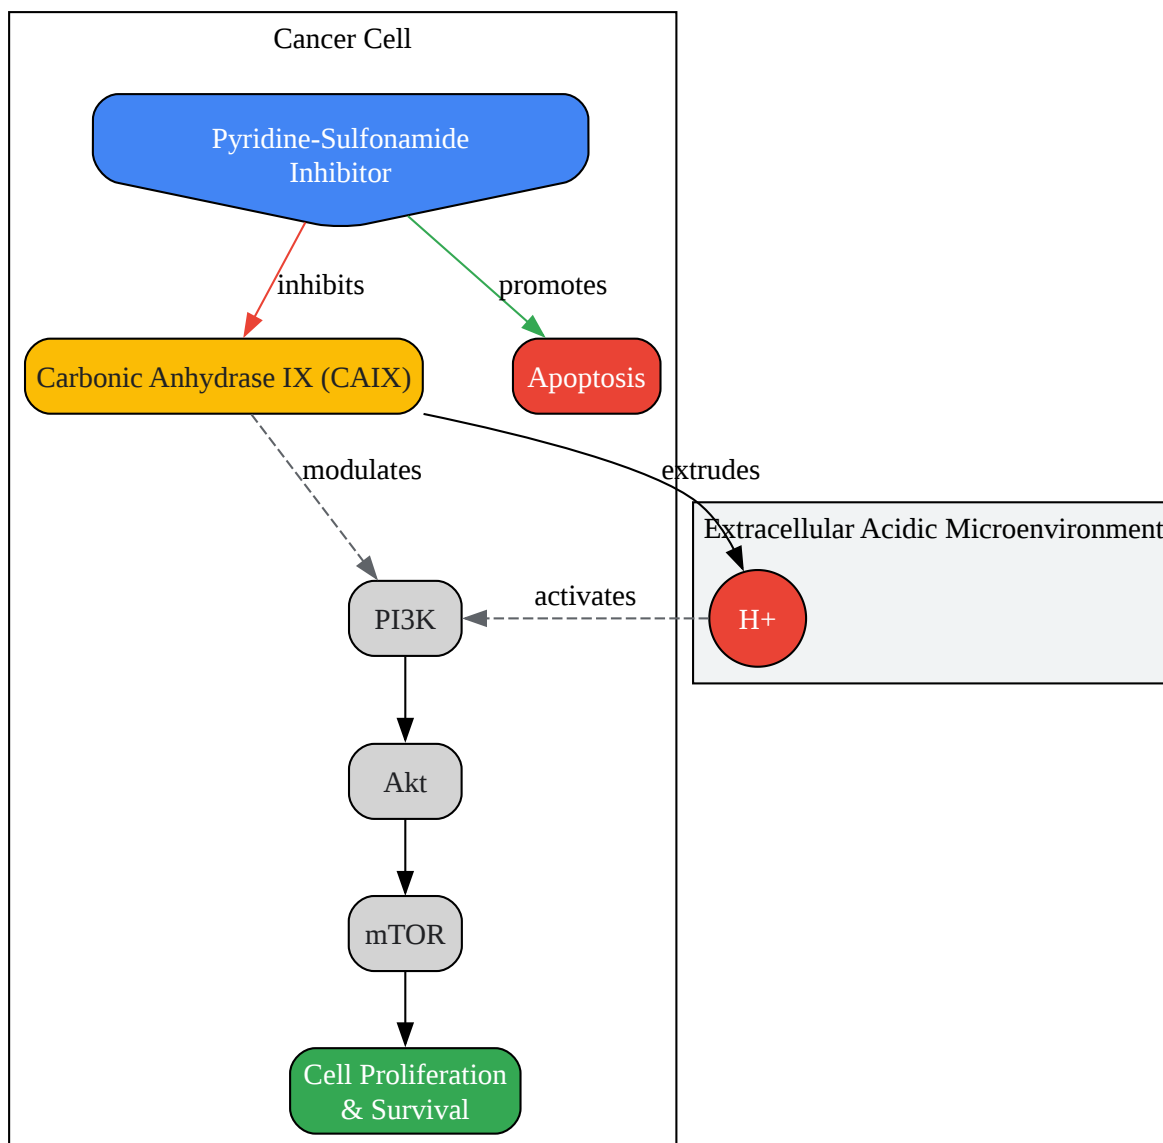 Cancer Cell
Pyridine-Sulfonamide
Inhibitor
inhibits
promotes
Carbonic Anhydrase IX (CAIX)
Apoptosis
modulates
extrudes
Extracellular Acidic Microenvironment
activates
PI3K
H+
Akt
mTOR
Cell Proliferation
& Survival